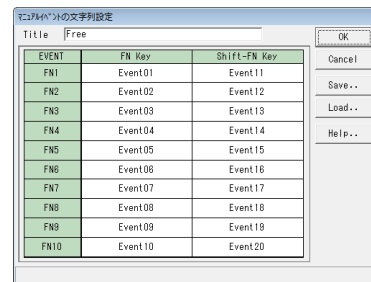 ﾏﾆｭｱﾙｲﾍﾞﾝﾄの文字列設定
Title Free
OK
EVENT FN Key Shift-FN Key
Cancel
FN1 Event01 Event11
FN2 Event02 Event12
Save..
FN3 Event03 Event13
Load..
FN4 Event04 Event14
Help..
FN5 Event05 Event15
FN6 Event06 Event16
FN7 Event07 Event17
FN8 Event08 Event18
FN9 Event09 Event19
FN10 Event10 Event20